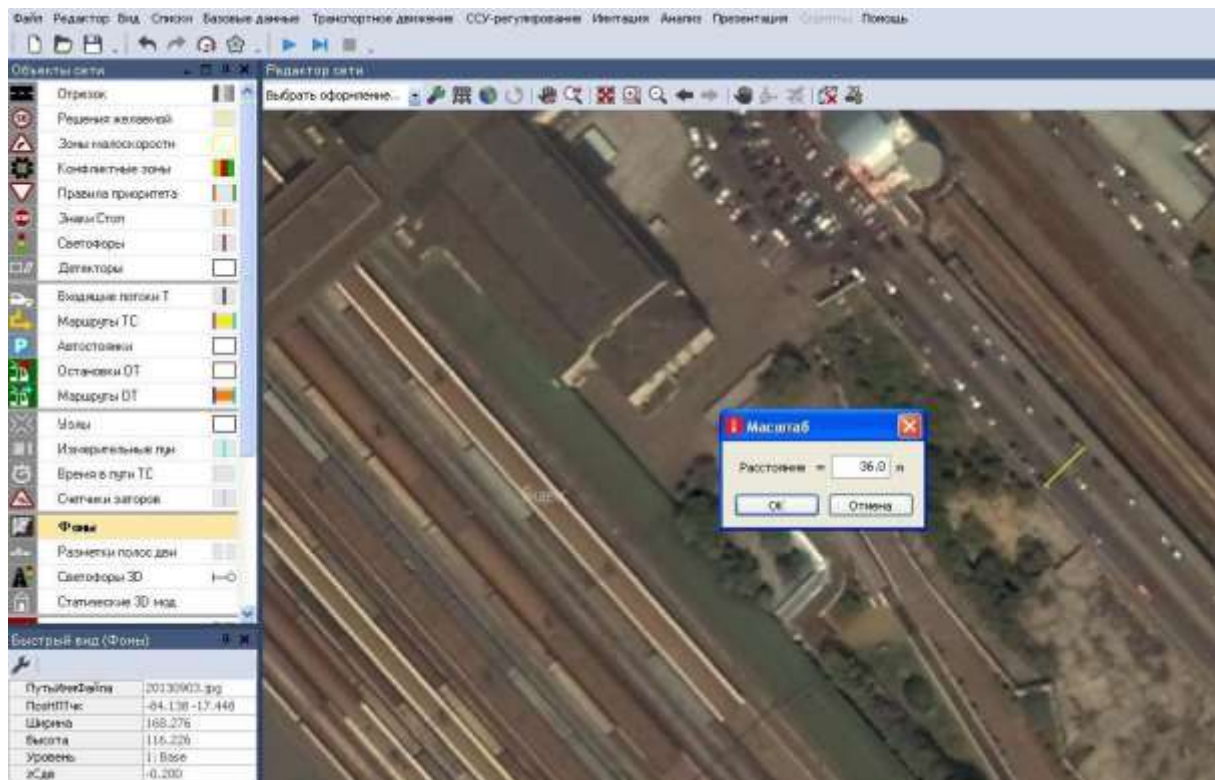 Файл Редактор Вид Списки Базовые данные Транспортное движение ССУ-регулирование Имитация Анализ Презентация Скрипты Помощь
Объекты сети
Редактор сети
Выбрать оформление...
Отрезок
Решения желаемой
Зоны малоскорости
Конфликтные зоны
Правила приоритета
Знаки Стоп
Светофоры
Детекторы
Входящие потоки Т
Маршруты ТС
Автостоянки
Остановки ОТ
Маршруты ОТ
Узлы
Измерительные пун
Время в пути ТС
Счетчики заторов
Фоны
Разметки полос дви
Светофоры 3D
Статические 3D мод.
Масштаб
Расстояние = 36.0 м
OK Отмена
Быстрый вид (Фоны)
ПутьИмяФайла 20130903.jpg
-84.138 -17.448
Ширина 168.276
Высота 116.226
Уровень 1: Base
zСдв -0.200